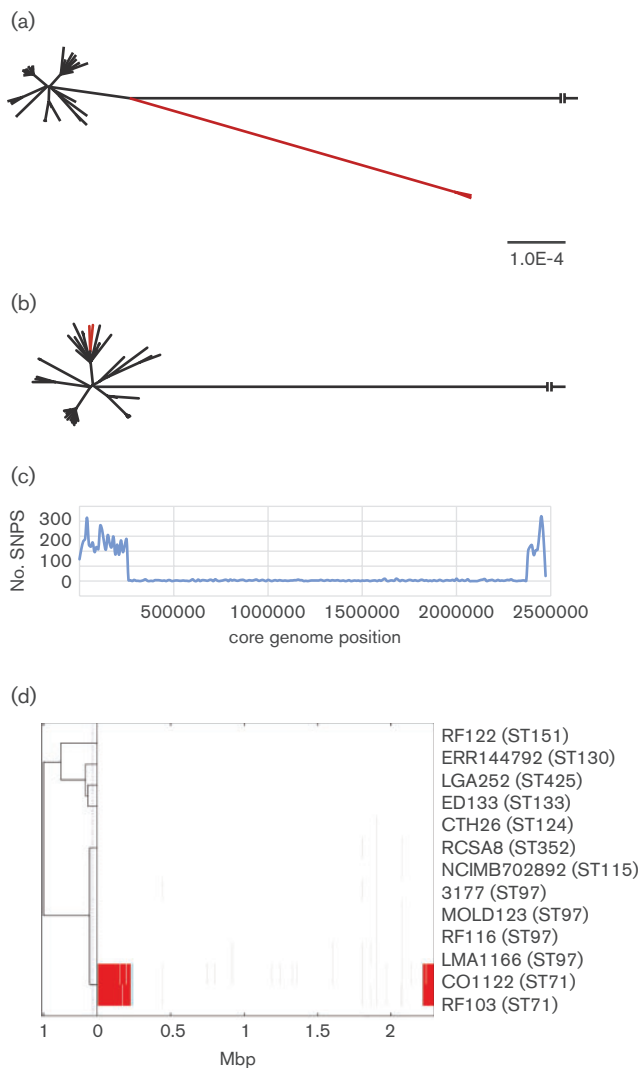 (a)
1.0E-4
(b)
(c)
No. SNPS
300
200
100
0
500000 1000000 1500000 2000000 2500000
core genome position
(d)
RF122 (ST151)
ERR144792 (ST130)
LGA252 (ST425)
ED133 (ST133)
CTH26 (ST124)
RCSA8 (ST352)
NCIMB702892 (ST115)
3177 (ST97)
MOLD123 (ST97)
RF116 (ST97)
LMA1166 (ST97)
CO1122 (ST71)
RF103 (ST71)
1 0 0.5 1 1.5 2
Mbp